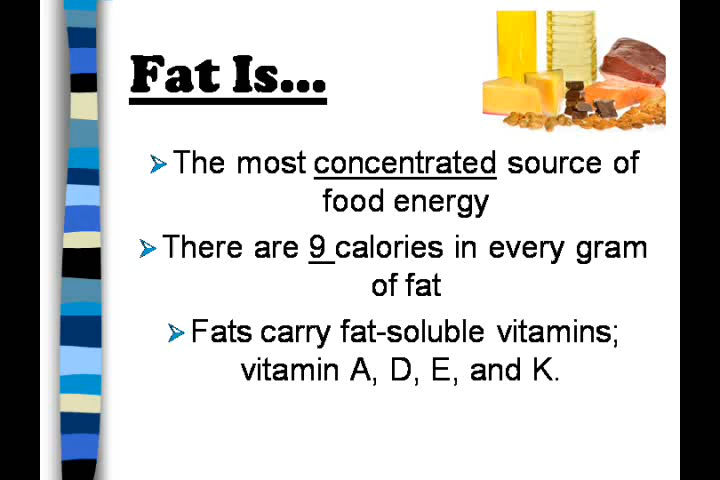 Fat Is...
The most concentrated source of
food energy
There are 9 calories in every gram
of fat
Fats carry fat-soluble vitamins;
vitamin A, D, E, and K.